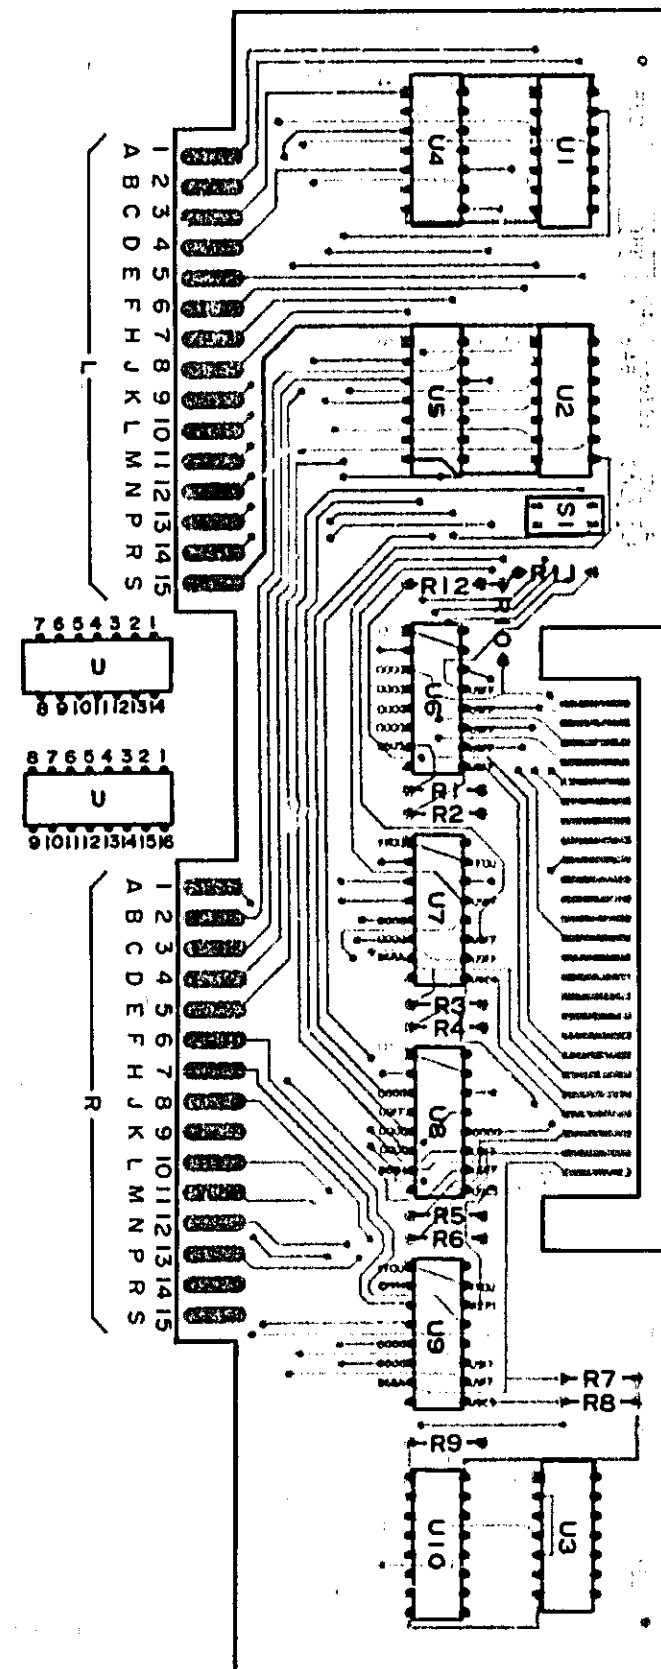 U4 U1
A 1
B 2
C 3
D 4
E 5
F 6
H 7
J 8
K 9
L 10
M 11
N 12
P 13
R 14
S 15
L
U5 U2
S1
R12 R11
R10
U6
7 6 5 4 3 2 1
U
8 9 10 11 12 13 14
8 7 6 5 4 3 2 1
U
9 10 11 12 13 14 15 16
R1
R2
U7
A 1
B 2
C 3
D 4
E 5
F 6
H 7
J 8
K 9
L 10
M 11
N 12
P 13
R 14
S 15
R
R3
R4
U8
R5
R6
U9
R7
R8
R9
U10 U3